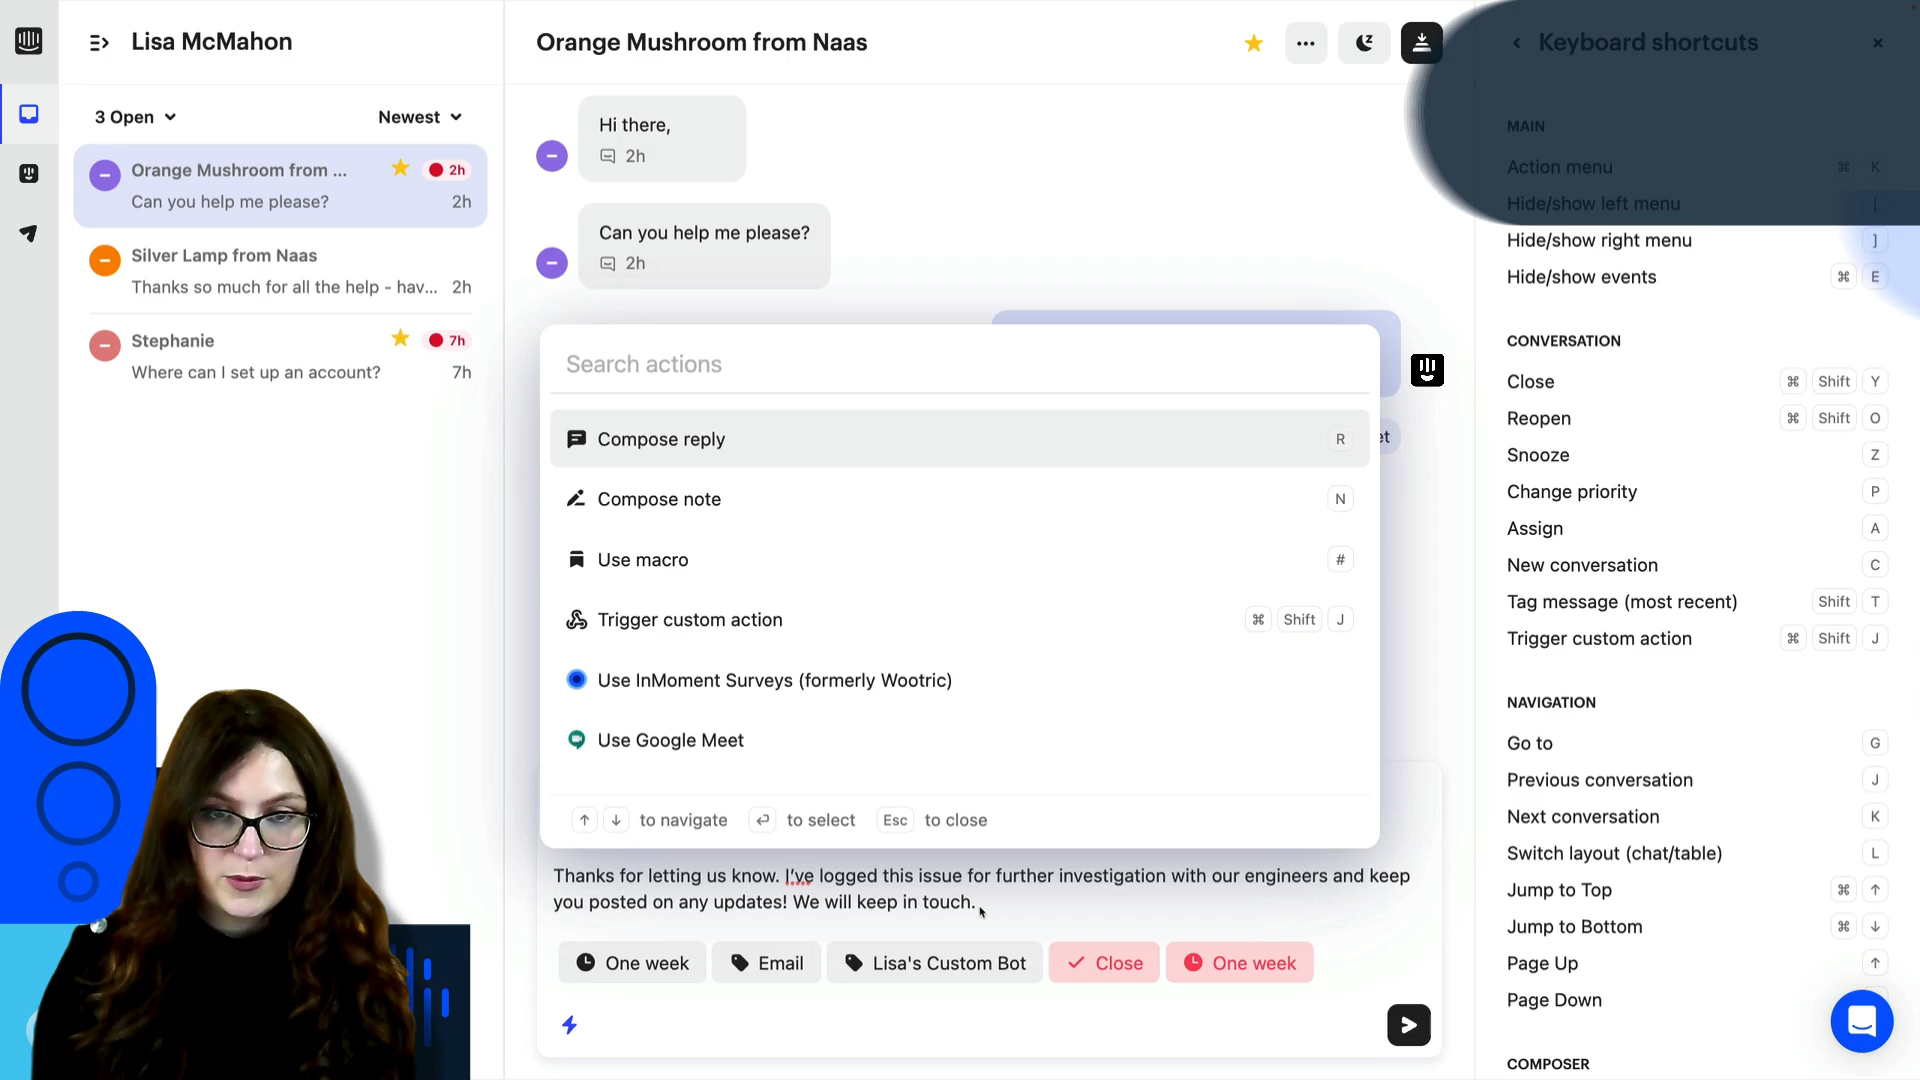 Lisa McMahon
3 Open
Newest
Orange Mushroom from ...
2h
Can you help me please?
2h
Silver Lamp from Naas
Thanks so much for all the help - hav...
2h
Stephanie
7h
Where can I set up an account?
7h
Orange Mushroom from Naas
Hi there,
2h
Can you help me please?
2h
et
Search actions
Compose reply
R
Compose note
N
Use macro
#
Trigger custom action
⌘ Shift J
Use InMoment Surveys (formerly Wootric)
Use Google Meet
↑ ↓ to navigate
to select
Esc to close
Thanks for letting us know. I've logged this issue for further investigation with our engineers and keep
you posted on any updates! We will keep in touch.
One week
Email
Lisa's Custom Bot
Close
One week
Keyboard shortcuts
MAIN
Action menu
⌘ K
Hide/show left menu
[
Hide/show right menu
]
Hide/show events
⌘ E
CONVERSATION
Close
⌘ Shift Y
Reopen
⌘ Shift O
Snooze
Z
Change priority
P
Assign
A
New conversation
C
Tag message (most recent)
Shift T
Trigger custom action
⌘ Shift J
NAVIGATION
Go to
G
Previous conversation
J
Next conversation
K
Switch layout (chat/table)
L
Jump to Top
⌘ ↑
Jump to Bottom
⌘ ↓
Page Up
↑
Page Down
COMPOSER